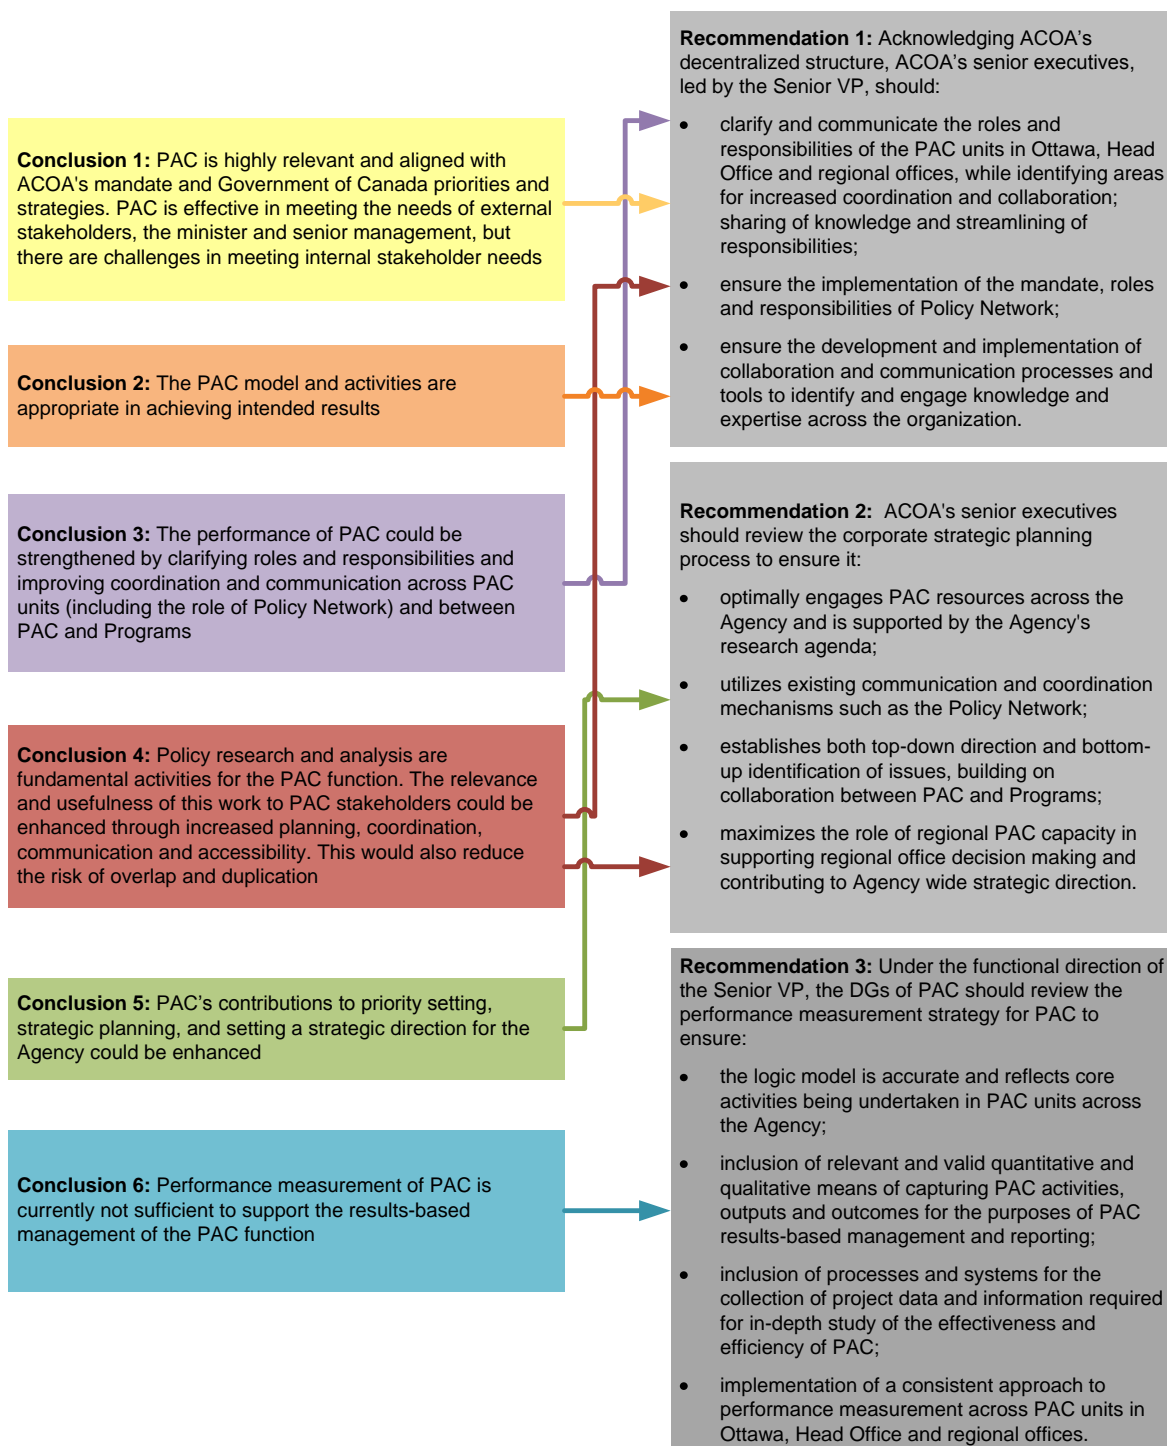 Conclusion 1: PAC is highly relevant and aligned with
ACOA's mandate and Government of Canada priorities and
strategies. PAC is effective in meeting the needs of external
stakeholders, the minister and senior management, but
there are challenges in meeting internal stakeholder needs
Conclusion 2: The PAC model and activities are
appropriate in achieving intended results
Conclusion 3: The performance of PAC could be
strengthened by clarifying roles and responsibilities and
improving coordination and communication across PAC
units (including the role of Policy Network) and between
PAC and Programs
Conclusion 4: Policy research and analysis are
fundamental activities for the PAC function. The relevance
and usefulness of this work to PAC stakeholders could be
enhanced through increased planning, coordination,
communication and accessibility. This would also reduce
the risk of overlap and duplication
Conclusion 5: PAC’s contributions to priority setting,
strategic planning, and setting a strategic direction for the
Agency could be enhanced
Conclusion 6: Performance measurement of PAC is
currently not sufficient to support the results-based
management of the PAC function
Recommendation 1: Acknowledging ACOA’s
decentralized structure, ACOA’s senior executives,
led by the Senior VP, should:
• clarify and communicate the roles and
responsibilities of the PAC units in Ottawa, Head
Office and regional offices, while identifying areas
for increased coordination and collaboration;
sharing of knowledge and streamlining of
responsibilities;
• ensure the implementation of the mandate, roles
and responsibilities of Policy Network;
• ensure the development and implementation of
collaboration and communication processes and
tools to identify and engage knowledge and
expertise across the organization.
Recommendation 2: ACOA's senior executives
should review the corporate strategic planning
process to ensure it:
• optimally engages PAC resources across the
Agency and is supported by the Agency's
research agenda;
• utilizes existing communication and coordination
mechanisms such as the Policy Network;
• establishes both top-down direction and bottom-
up identification of issues, building on
collaboration between PAC and Programs;
• maximizes the role of regional PAC capacity in
supporting regional office decision making and
contributing to Agency wide strategic direction.
Recommendation 3: Under the functional direction of
the Senior VP, the DGs of PAC should review the
performance measurement strategy for PAC to
ensure:
• the logic model is accurate and reflects core
activities being undertaken in PAC units across
the Agency;
• inclusion of relevant and valid quantitative and
qualitative means of capturing PAC activities,
outputs and outcomes for the purposes of PAC
results-based management and reporting;
• inclusion of processes and systems for the
collection of project data and information required
for in-depth study of the effectiveness and
efficiency of PAC;
• implementation of a consistent approach to
performance measurement across PAC units in
Ottawa, Head Office and regional offices.